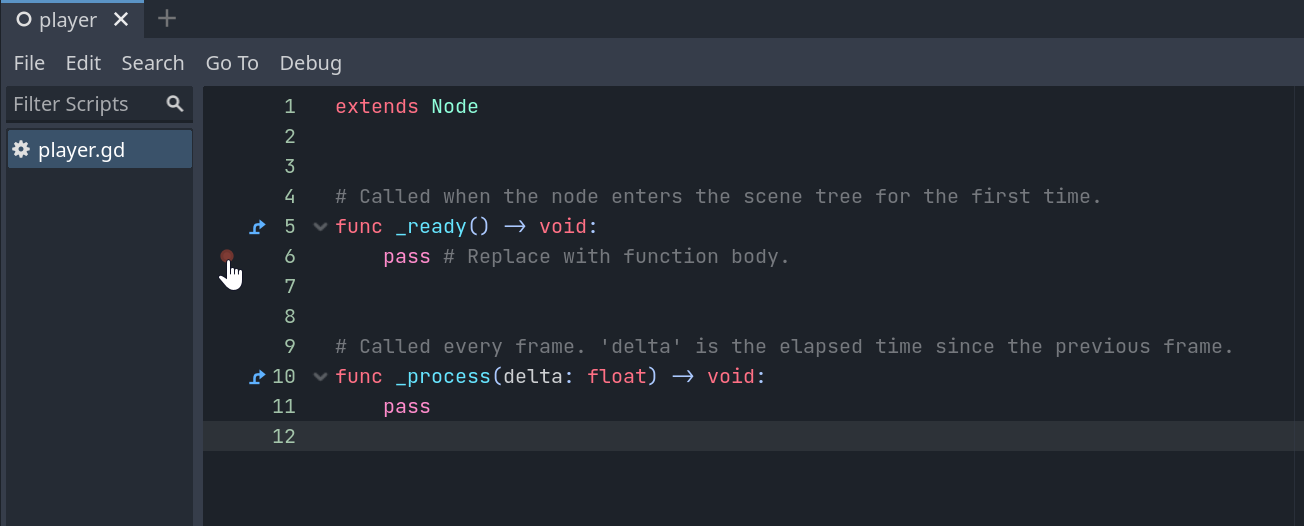 player
File Edit Search Go To Debug
Filter Scripts
player.gd
1 extends Node
2
3
4 # Called when the node enters the scene tree for the first time.
5 func _ready() -> void:
6 pass # Replace with function body.
7
8
9 # Called every frame. 'delta' is the elapsed time since the previous frame.
10 func _process(delta: float) -> void:
11 pass
12